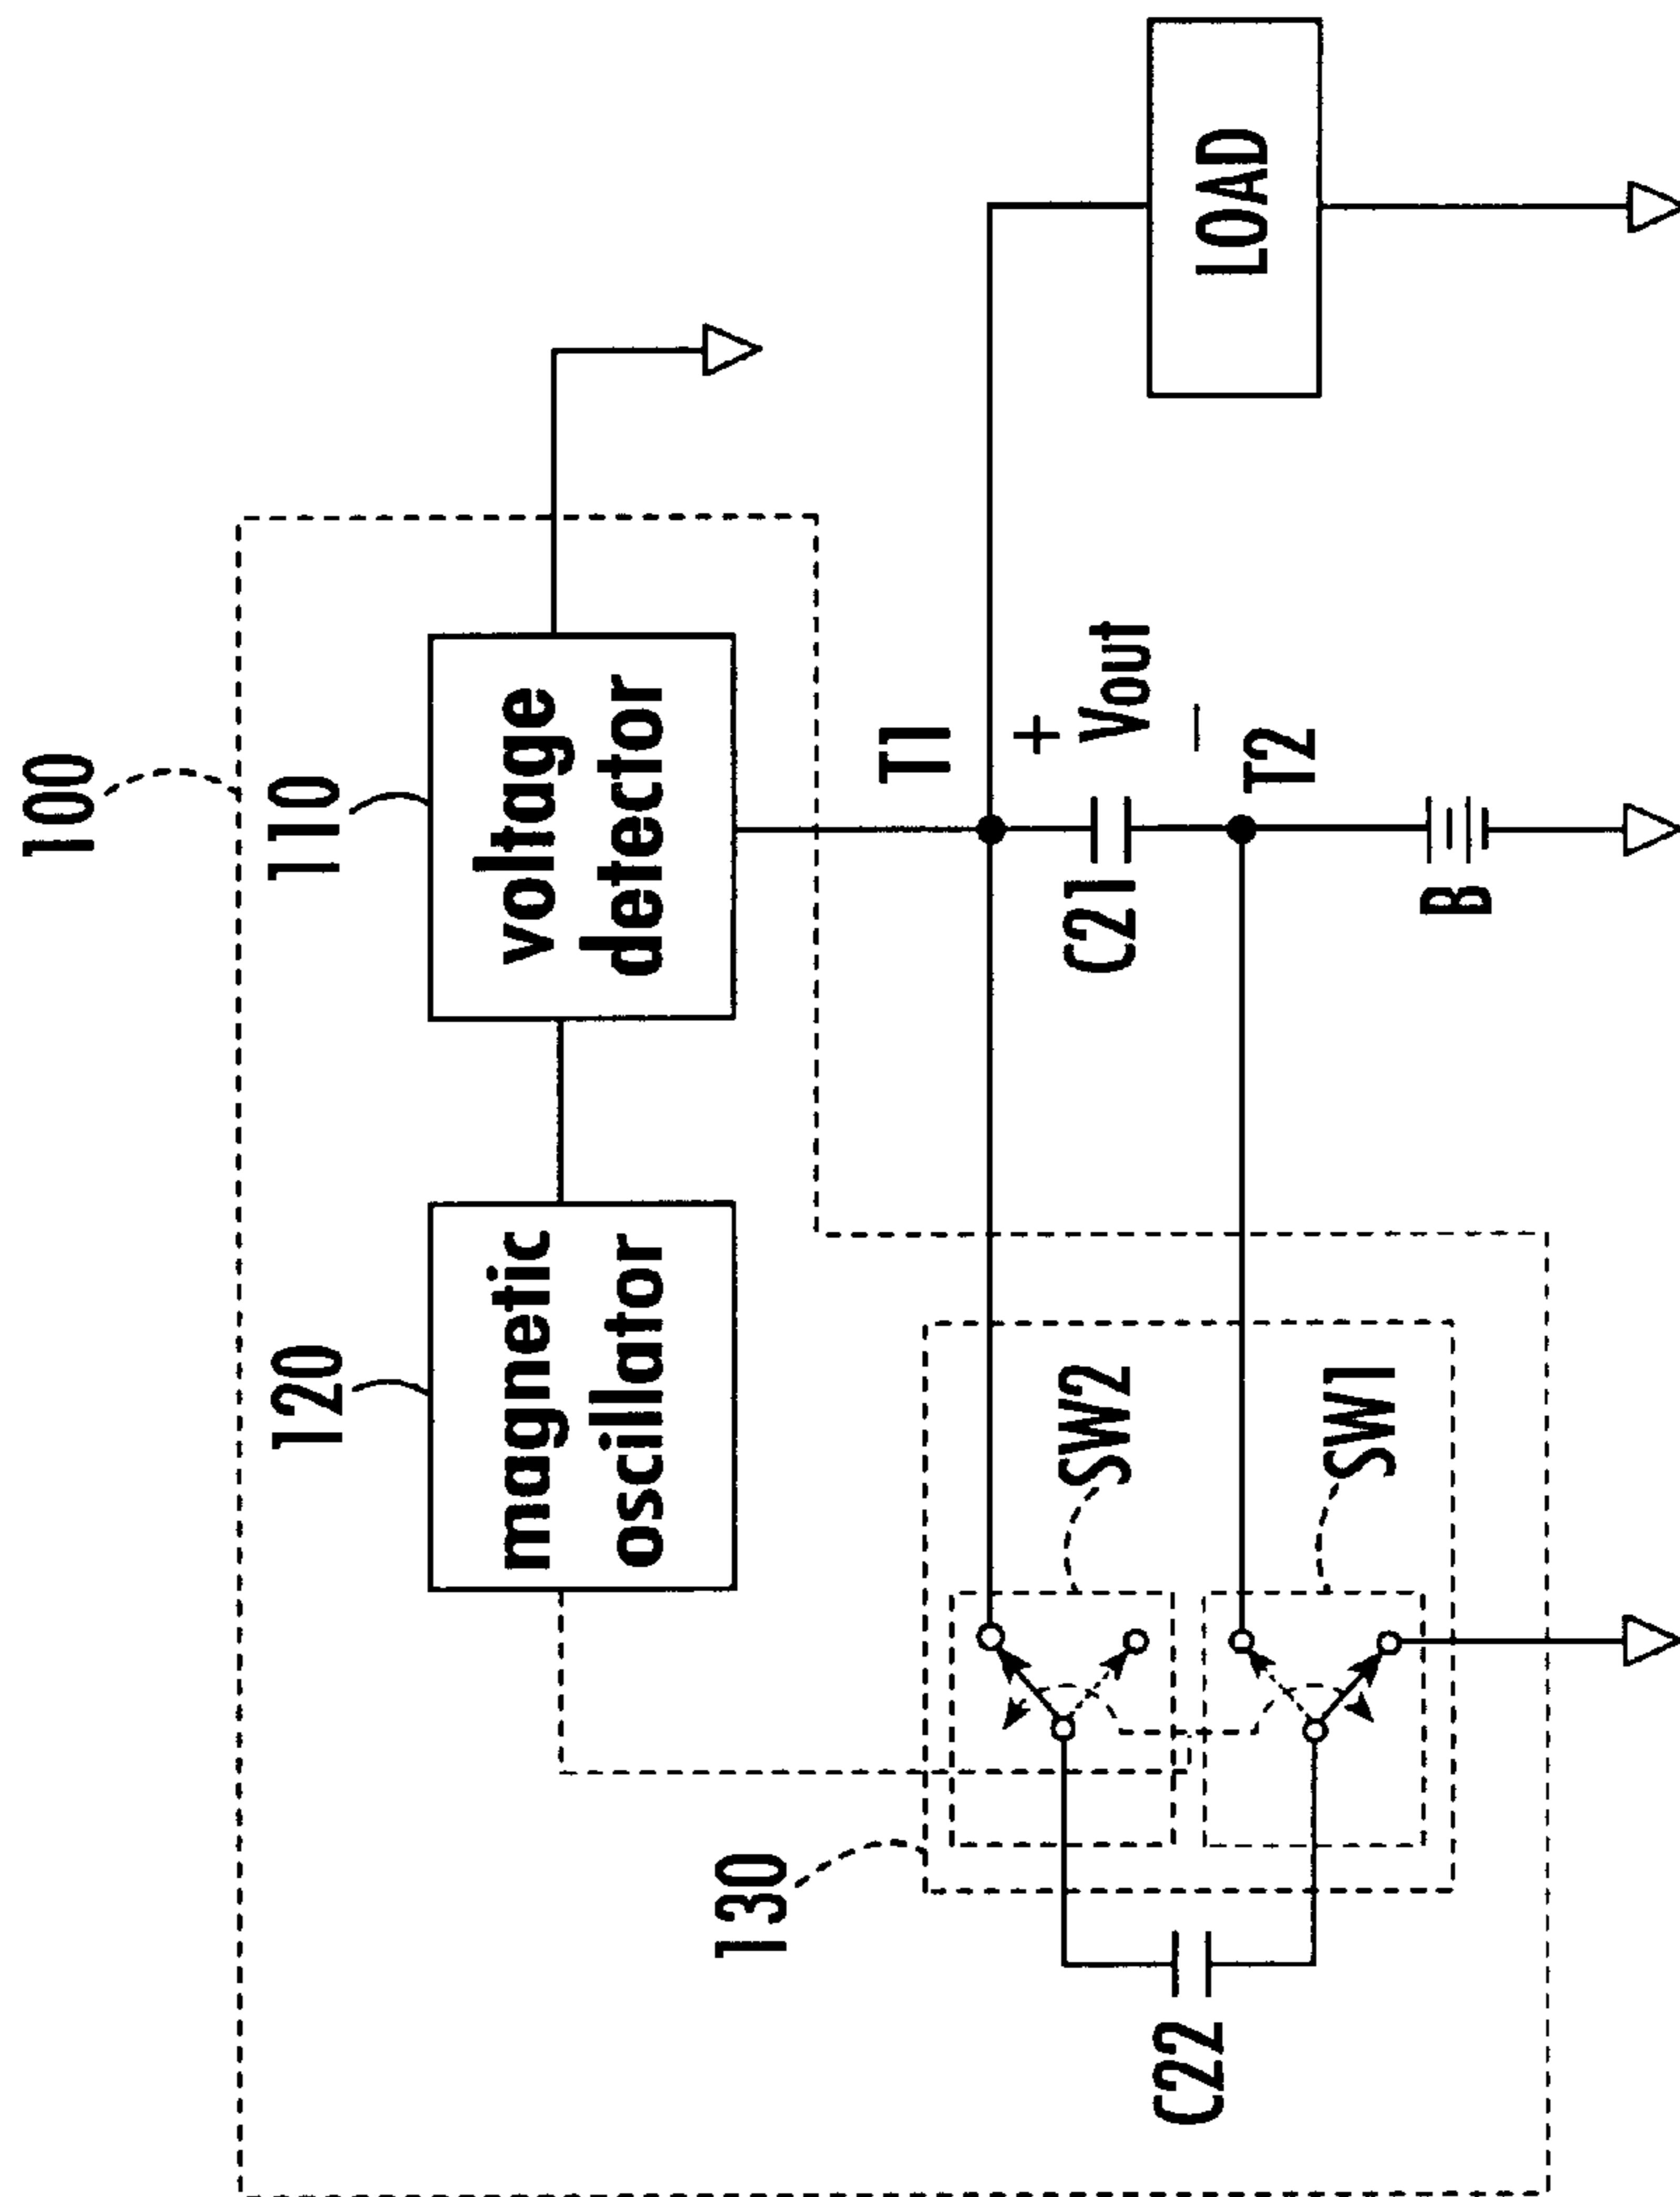 100
120
magnetic
oscillator
110
voltage
detector
130
T1
+
Vout
−
SW2
C21
LOAD
C22
T2
SW1
B